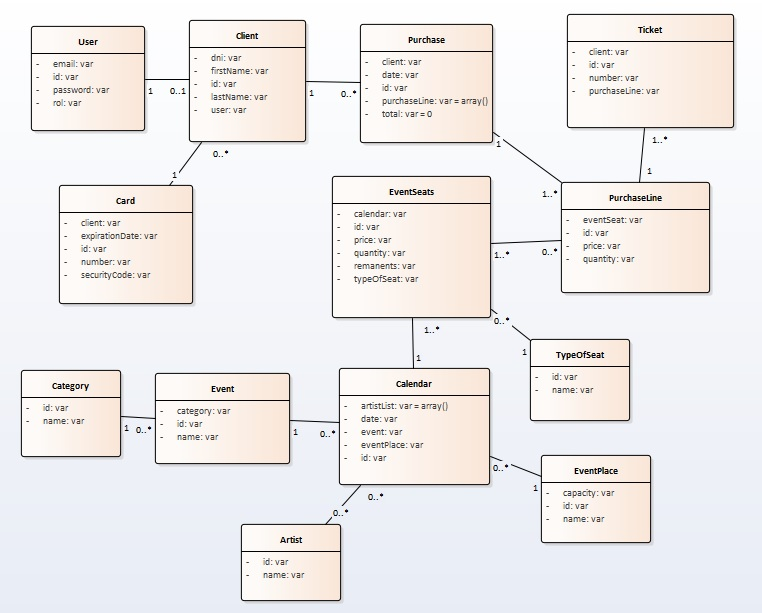 User
- email: var
- id: var
- password: var
- rol: var
1
0..1
Client
- dni: var
- firstName: var
- id: var
- lastName: var
- user: var
1
0..*
Purchase
- client: var
- date: var
- id: var
- purchaseLine: var = array()
- total: var = 0
1
1..*
Ticket
- client: var
- id: var
- number: var
- purchaseLine: var
1..*
1
0..*
1
Card
- client: var
- expirationDate: var
- id: var
- number: var
- securityCode: var
EventSeats
- calendar: var
- id: var
- price: var
- quantity: var
- remanents: var
- typeOfSeat: var
1..*
0..*
PurchaseLine
- eventSeat: var
- id: var
- price: var
- quantity: var
0..*
1
1..*
1
TypeOfSeat
- id: var
- name: var
Category
- id: var
- name: var
1
0..*
Event
- category: var
- id: var
- name: var
1
0..*
Calendar
- artistList: var = array()
- date: var
- event: var
- eventPlace: var
- id: var
0..*
1
EventPlace
- capacity: var
- id: var
- name: var
0..*
0..*
Artist
- id: var
- name: var